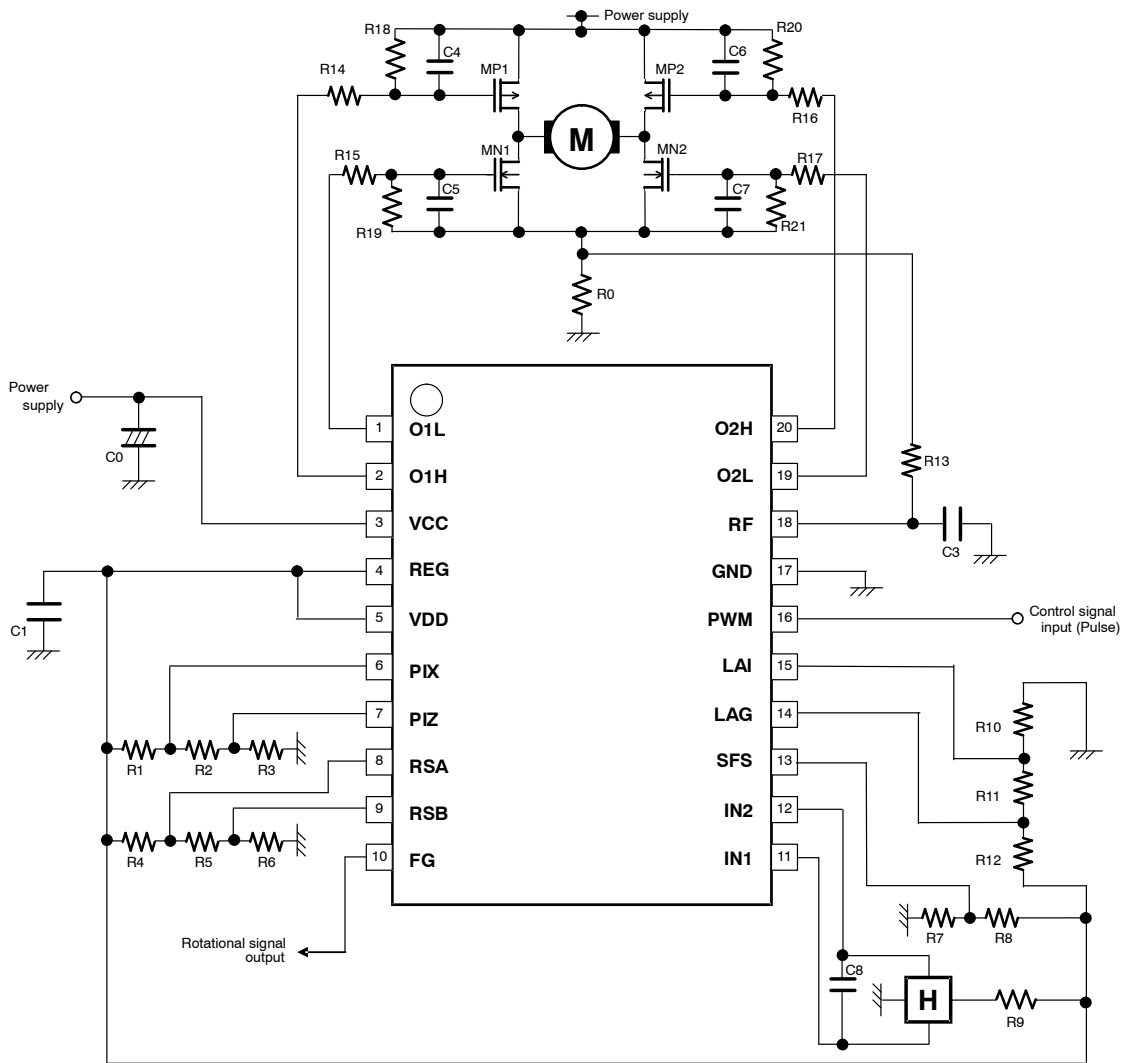 Power supply
R18
C4
C6
R20
R14
MP1
MP2
R16
M
R15
MN1
MN2
R17
C5
C7
R19
R21
R0
Power
supply
C0
1 O1L
O2H 20
2 O1H
O2L 19
R13
3 VCC
RF 18
C3
4 REG
GND 17
C1
5 VDD
PWM 16
Control signal
input (Pulse)
6 PIX
LAI 15
7 PIZ
LAG 14
R10
R1
R2
R3
8 RSA
SFS 13
R11
9 RSB
IN2 12
R4
R5
R6
R12
10 FG
IN1 11
R7
R8
Rotational signal
output
C8
H
R9